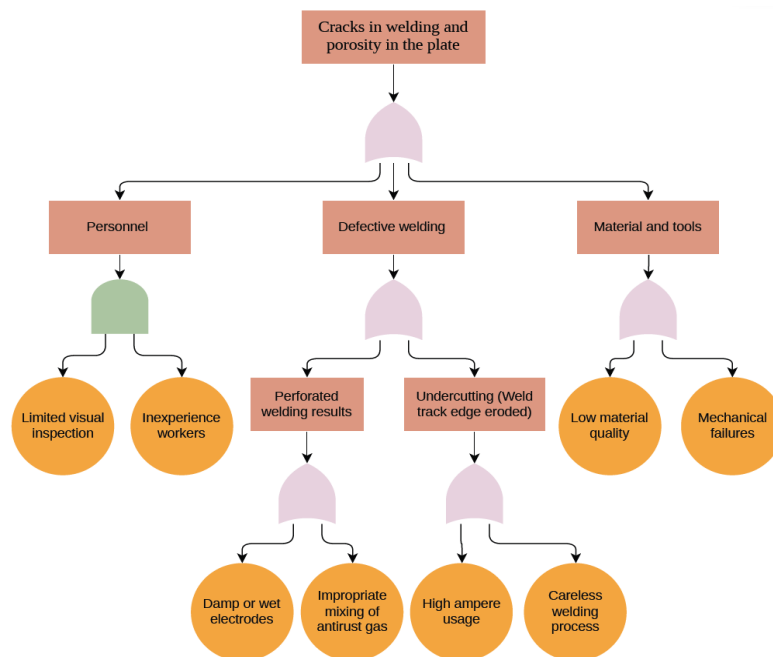 Cracks in welding and
porosity in the plate
Personnel
Defective welding
Material and tools
Limited visual
inspection
Inexperience
workers
Perforated
welding results
Undercutting (Weld
track edge eroded)
Low material
quality
Mechanical
failures
Damp or wet
electrodes
Impropriate
mixing of
antirust gas
High ampere
usage
Careless
welding
process